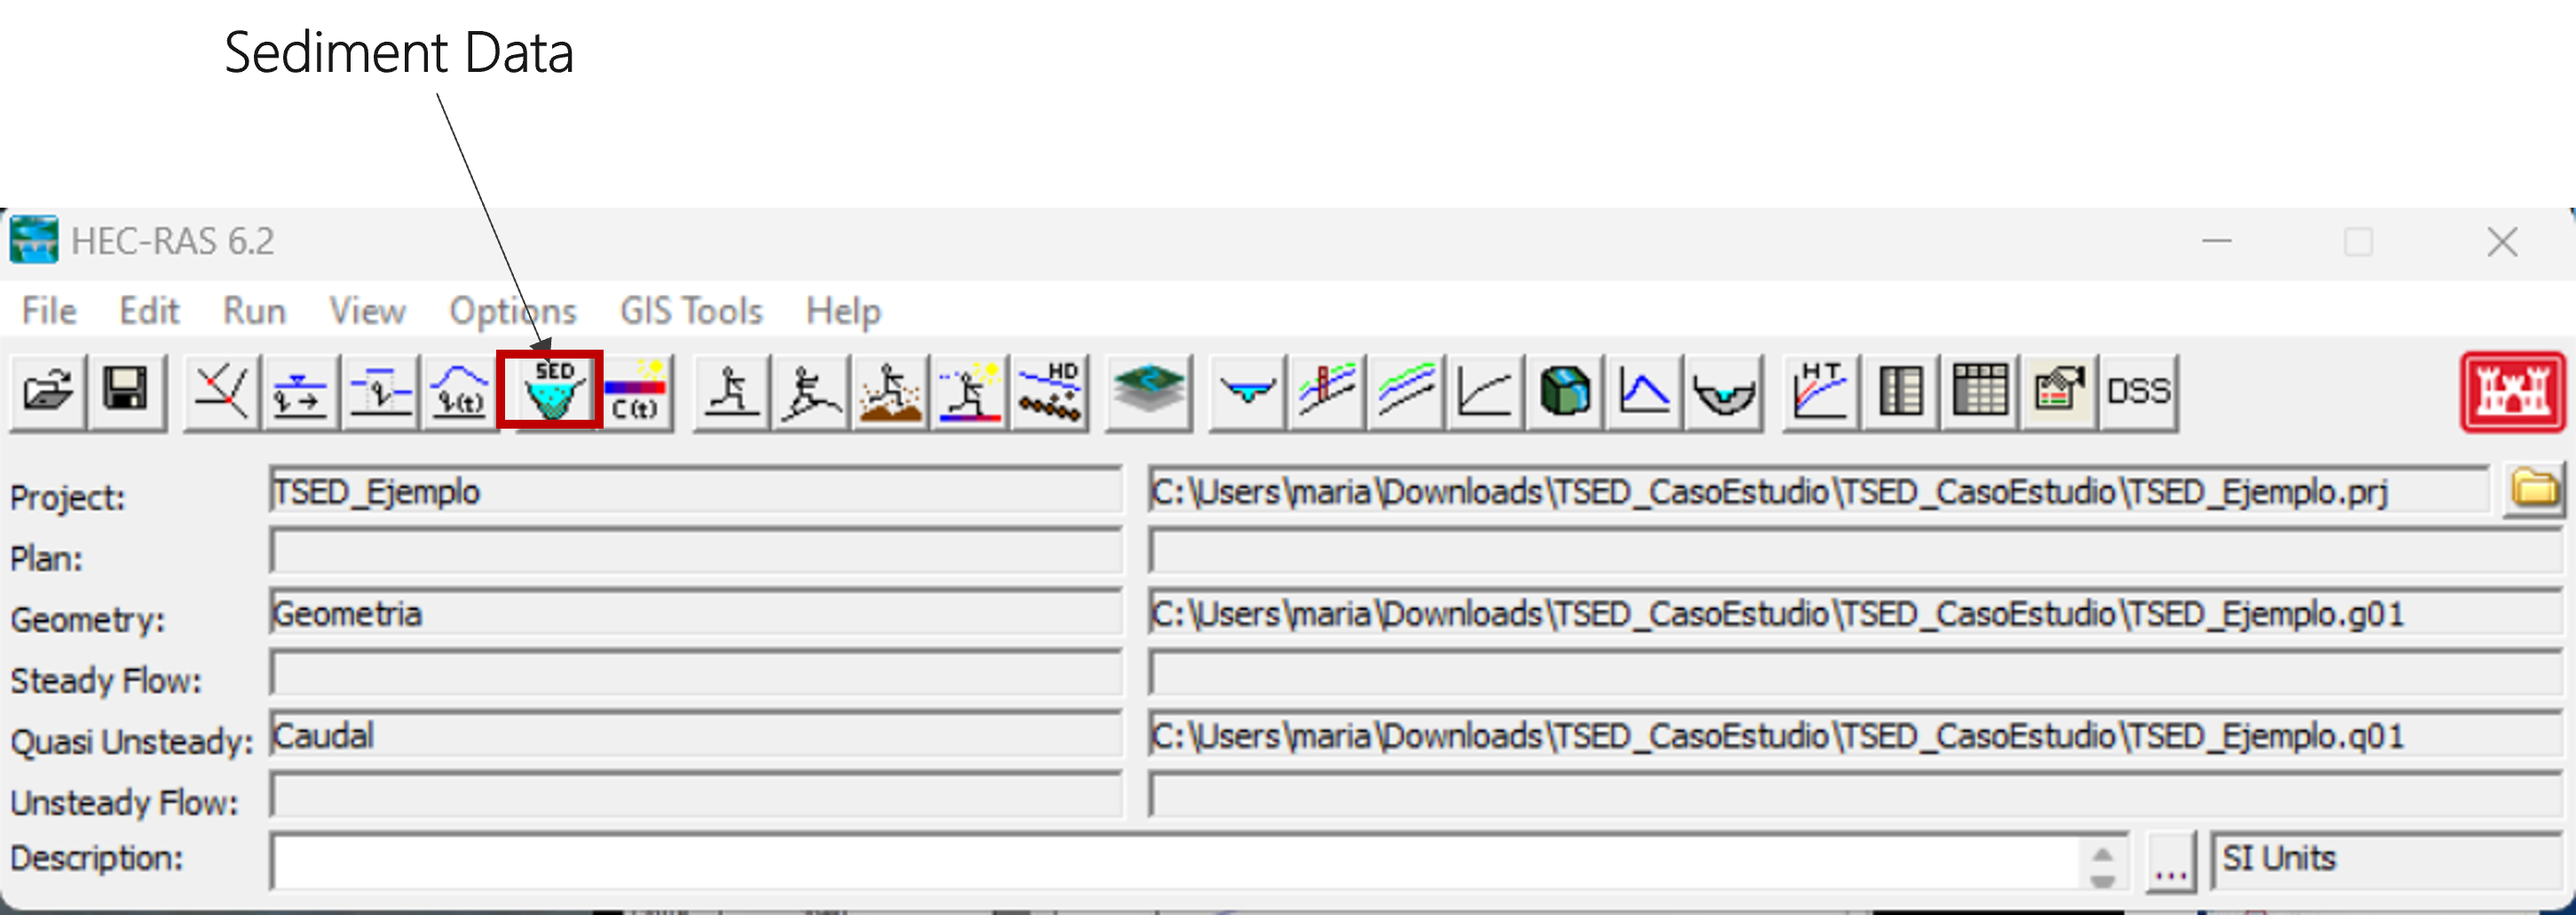 Sediment Data
HEC-RAS 6.2
File Edit Run View Options GIS Tools Help
SED C(t) HD H T DSS
Project: TSED_Ejemplo C:\Users\maria\Downloads\TSED_CasoEstudio\TSED_CasoEstudio\TSED_Ejemplo.prj
Plan:
Geometry: Geometria C:\Users\maria\Downloads\TSED_CasoEstudio\TSED_CasoEstudio\TSED_Ejemplo.g01
Steady Flow:
Quasi Unsteady: Caudal C:\Users\maria\Downloads\TSED_CasoEstudio\TSED_CasoEstudio\TSED_Ejemplo.q01
Unsteady Flow:
Description: ... SI Units